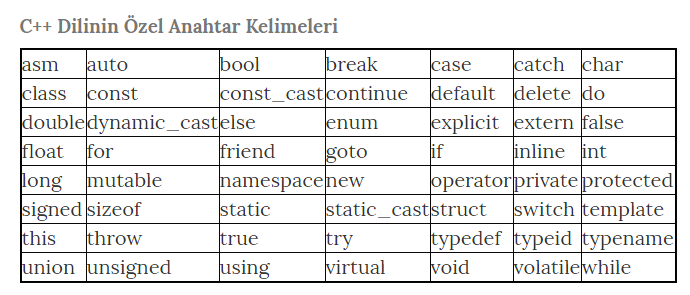 C++ Dilinin Özel Anahtar Kelimeleri
asm auto bool break case catch char
class const const_cast continue default delete do
double dynamic_cast else enum explicit extern false
float for friend goto if inline int
long mutable namespace new operator private protected
signed sizeof static static_cast struct switch template
this throw true try typedef typeid typename
union unsigned using virtual void volatile while